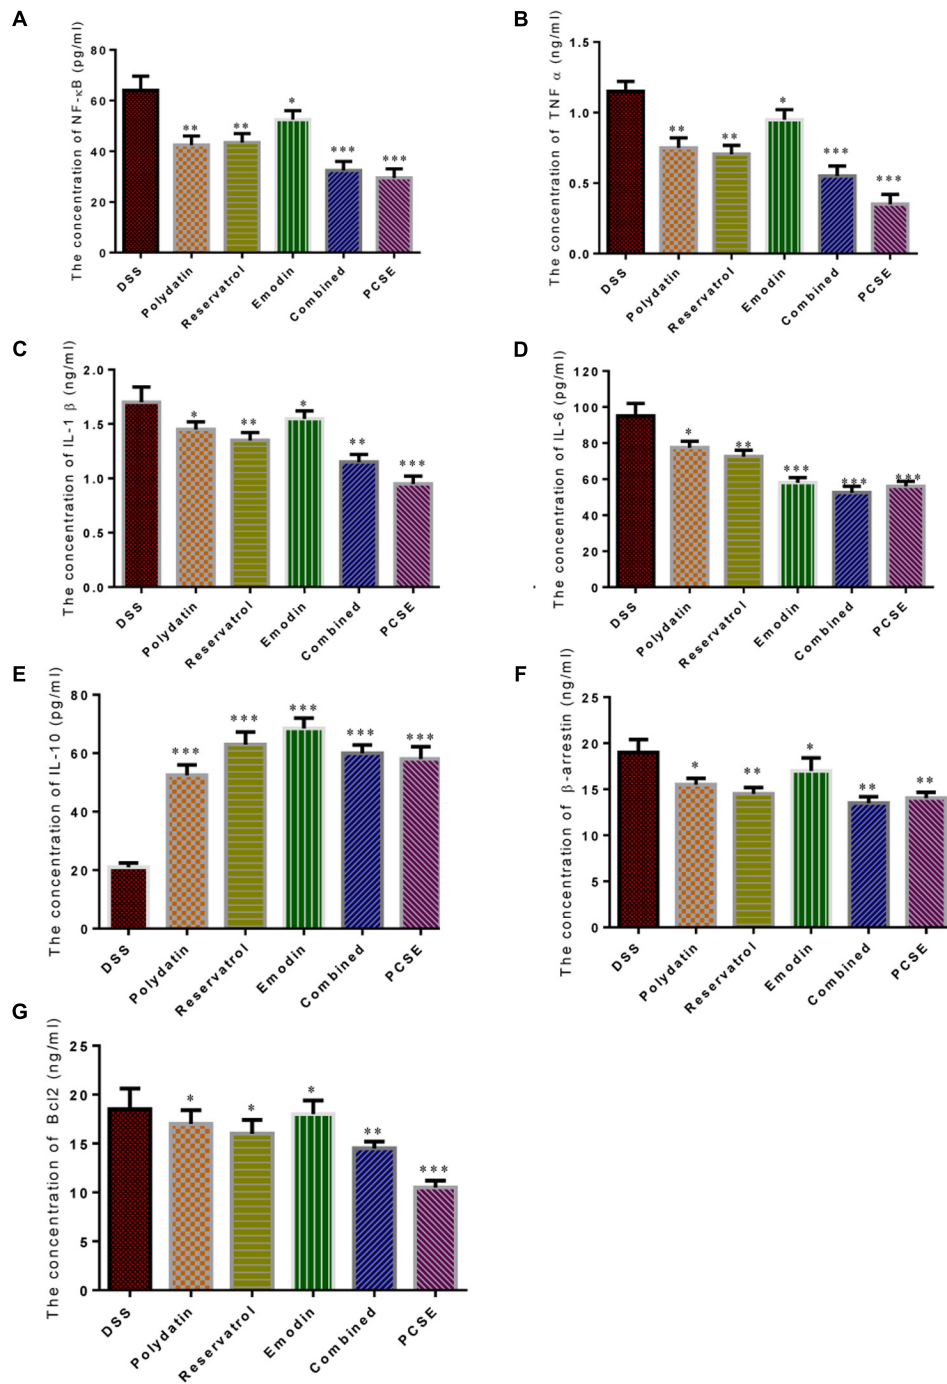 A
The concentration of NF-κB (pg/ml)
80
60
40
20
0
**
**
*
***
***
DSS
Polydatin
Reservatrol
Emodin
Combined
PCSE
B
The concentration of TNF α (ng/ml)
1.5
1.0
0.5
0.0
**
**
*
***
***
DSS
Polydatin
Reservatrol
Emodin
Combined
PCSE
C
The concentration of IL-1 β (ng/ml)
2.0
1.5
1.0
0.5
0.0
*
**
*
**
***
DSS
Polydatin
Reservatrol
Emodin
Combined
PCSE
D
The concentration of IL-6 (pg/ml)
120
100
80
60
40
20
0
*
**
***
***
***
DSS
Polydatin
Reservatrol
Emodin
Combined
PCSE
E
The concentration of IL-10 (pg/ml)
80
60
40
20
0
***
***
***
***
***
DSS
Polydatin
Reservatrol
Emodin
Combined
PCSE
F
The concentration of β-arrestin (ng/ml)
25
20
15
10
5
0
*
**
*
**
**
DSS
Polydatin
Reservatrol
Emodin
Combined
PCSE
G
The concentration of Bcl2 (ng/ml)
25
20
15
10
5
0
*
*
*
**
***
DSS
Polydatin
Reservatrol
Emodin
Combined
PCSE